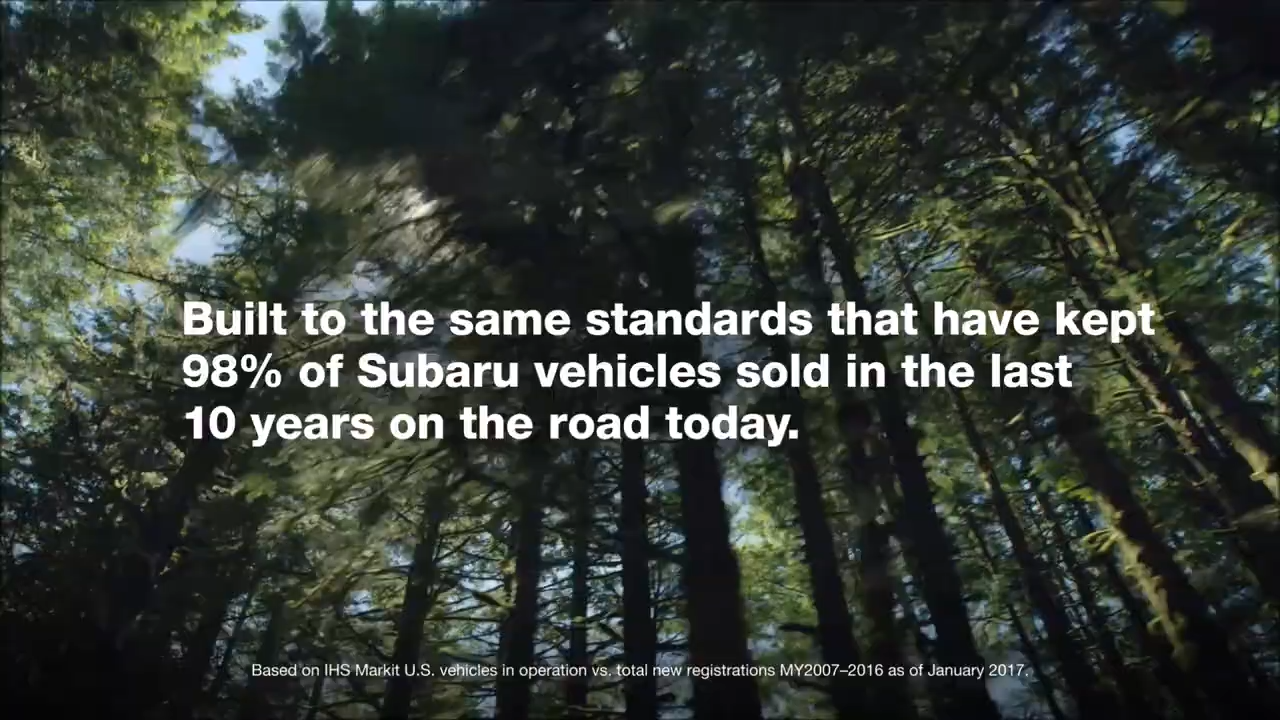 Built to the same standards that have kept
98% of Subaru vehicles sold in the last
10 years on the road today.
Based on IHS Markit U.S. vehicles in operation vs. total new registrations MY2007–2016 as of January 2017.